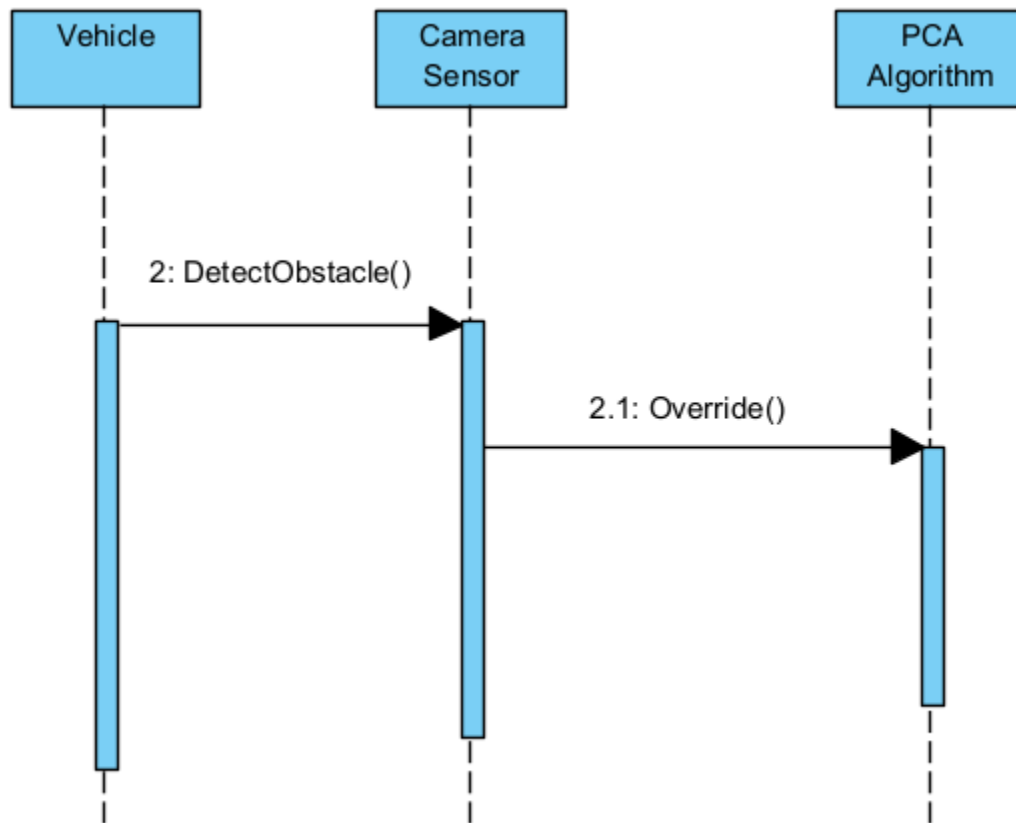 Vehicle
Camera
Sensor
PCA
Algorithm
2: DetectObstacle()
2.1: Override()